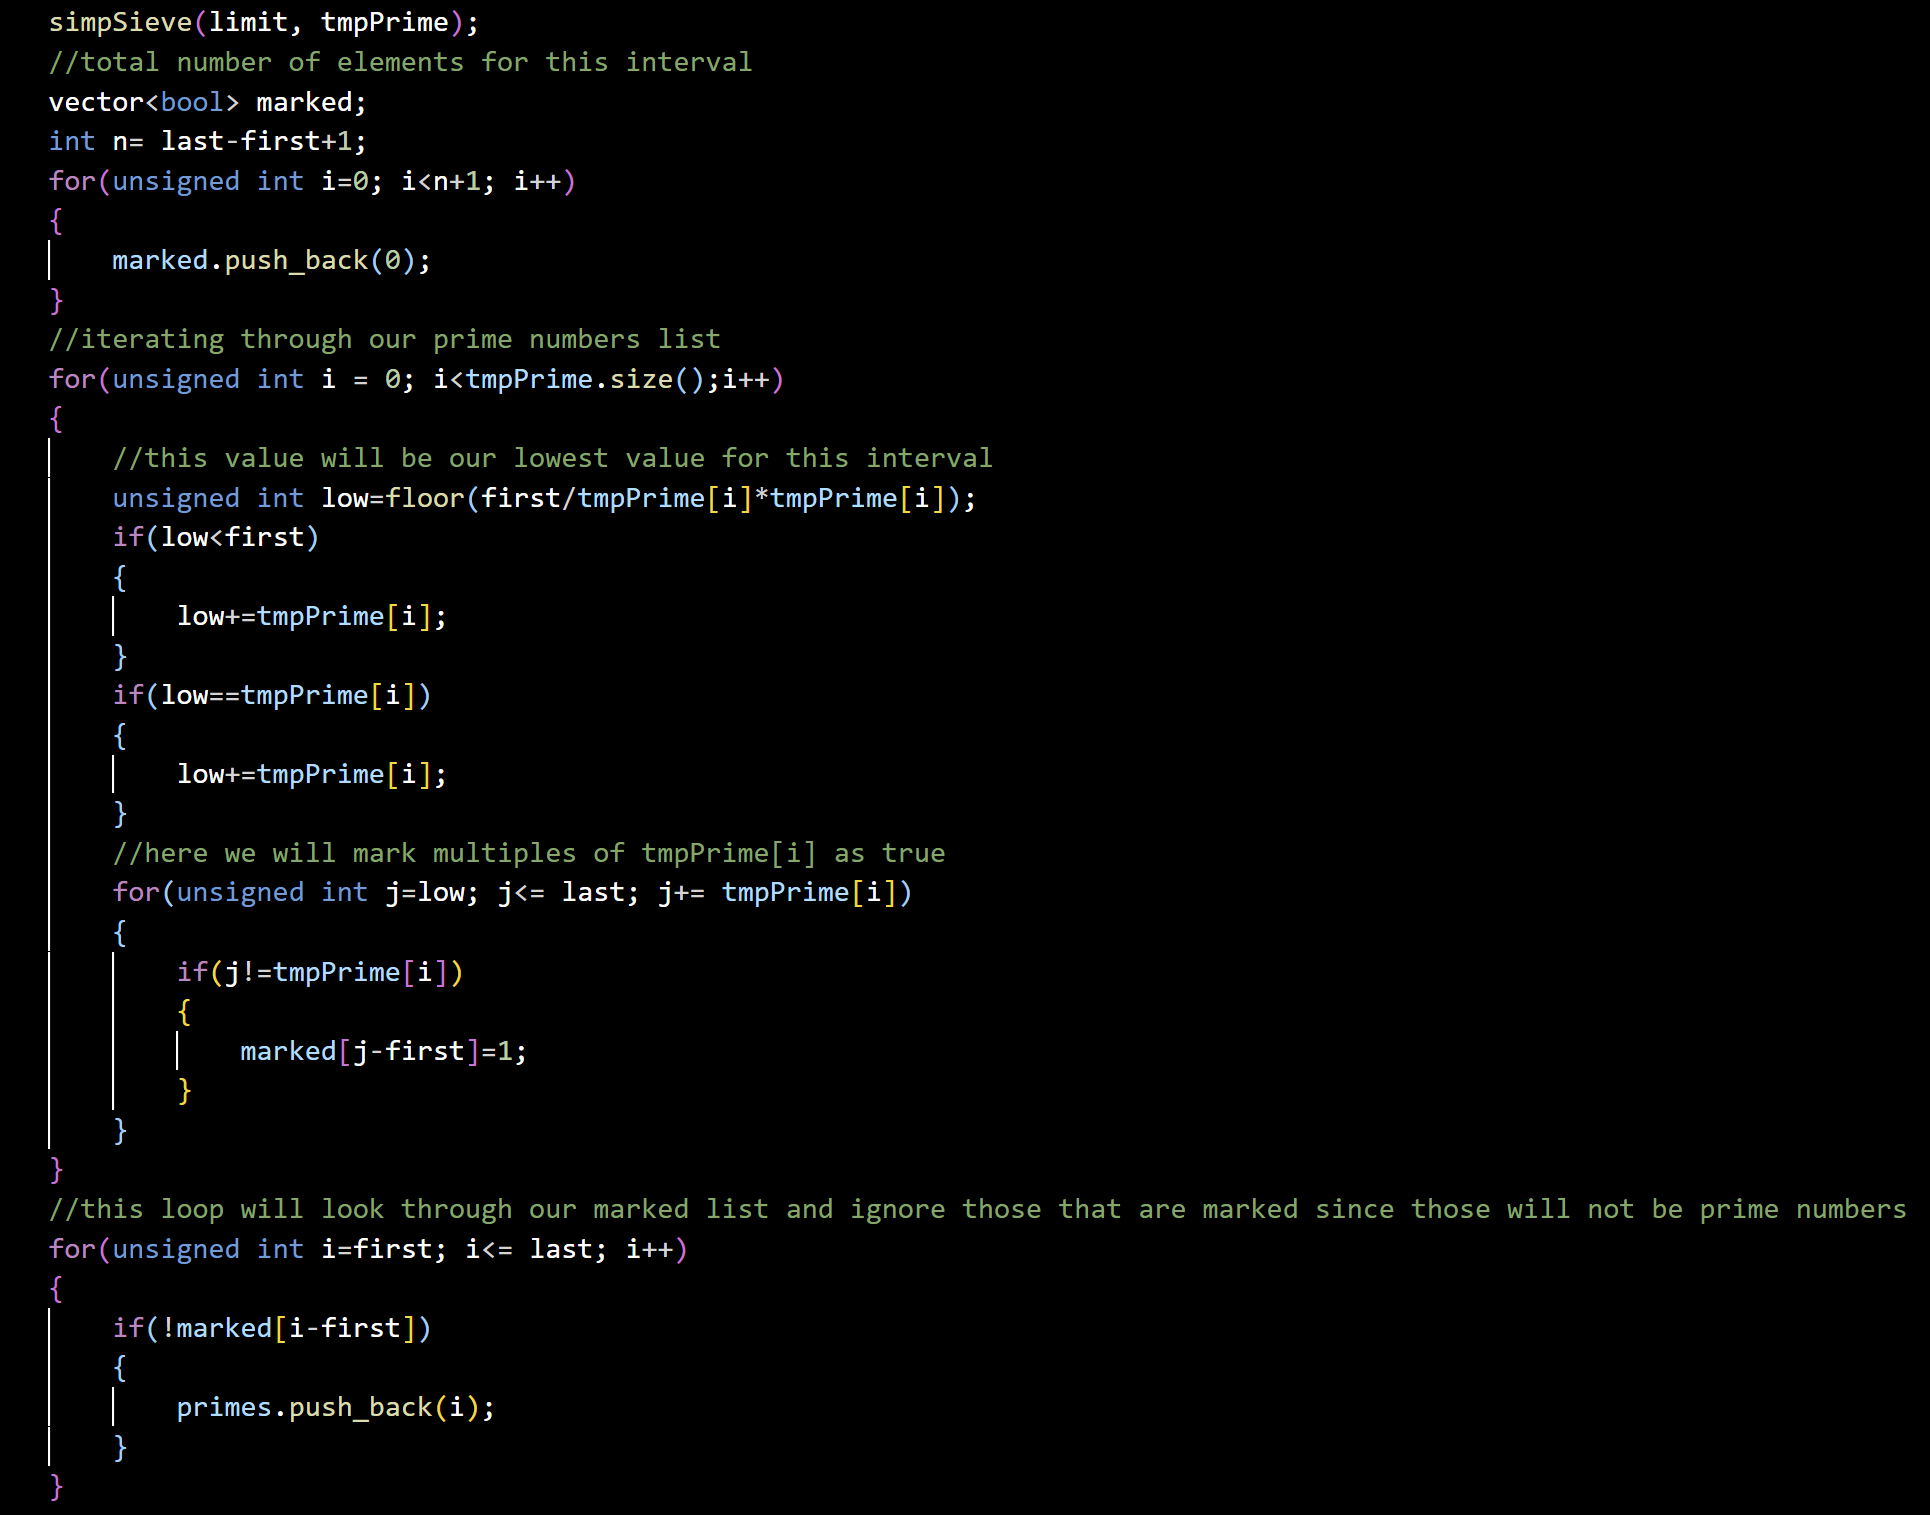 simpSieve(limit, tmpPrime);
//total number of elements for this interval
vector<bool> marked;
int n= last-first+1;
for(unsigned int i=0; i<n+1; i++)
{
    marked.push_back(0);
}
//iterating through our prime numbers list
for(unsigned int i = 0; i<tmpPrime.size();i++)
{
    //this value will be our lowest value for this interval
    unsigned int low=floor(first/tmpPrime[i]*tmpPrime[i]);
    if(low<first)
    {
        low+=tmpPrime[i];
    }
    if(low==tmpPrime[i])
    {
        low+=tmpPrime[i];
    }
    //here we will mark multiples of tmpPrime[i] as true
    for(unsigned int j=low; j<= last; j+= tmpPrime[i])
    {
        if(j!=tmpPrime[i])
        {
            marked[j-first]=1;
        }
    }
}
//this loop will look through our marked list and ignore those that are marked since those will not be prime numbers
for(unsigned int i=first; i<= last; i++)
{
    if(!marked[i-first])
    {
        primes.push_back(i);
    }
}